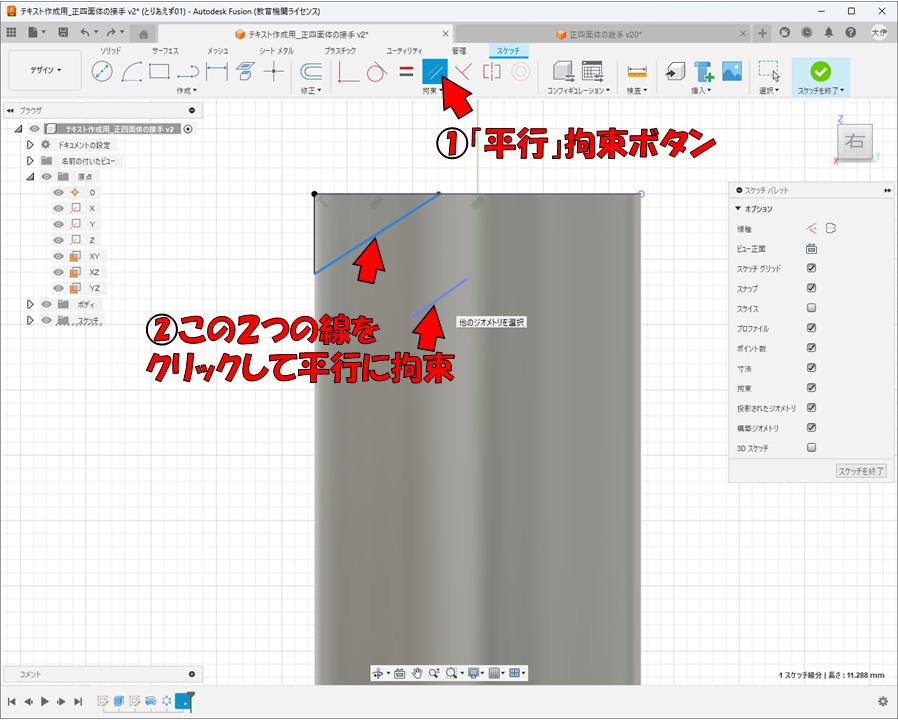 テキスト作成用_正四面体の接手 v2* (とりあえず01) - Autodesk Fusion (教育機関ライセンス)
テキスト作成用_正四面体の接手 v2*
正四面体の継手 v20*
大伊
ソリッド
サーフェス
メッシュ
シート メタル
プラスチック
ユーティリティ
管理
スケッチ
デザイン
作成
修正
拘束
コンフィギュレーション
検査
挿入
選択
スケッチを終了
ブラウザ
テキスト作成用_正四面体の接手 v2
ドキュメントの設定
名前の付いたビュー
原点
O
X
Y
Z
XY
XZ
YZ
ボディ
スケッチ
①「平行」拘束ボタン
②この2つの線を
クリックして平行に拘束
他のジオメトリを選択
Z
右
X
Y
スケッチ パレット
オプション
線種
ビュー正面
スケッチ グリッド
スナップ
スライス
プロファイル
ポイント数
寸法
拘束
投影されたジオメトリ
構築ジオメトリ
3D スケッチ
スケッチを終了
コメント
1 スケッチ線分 | 長さ : 11.288 mm